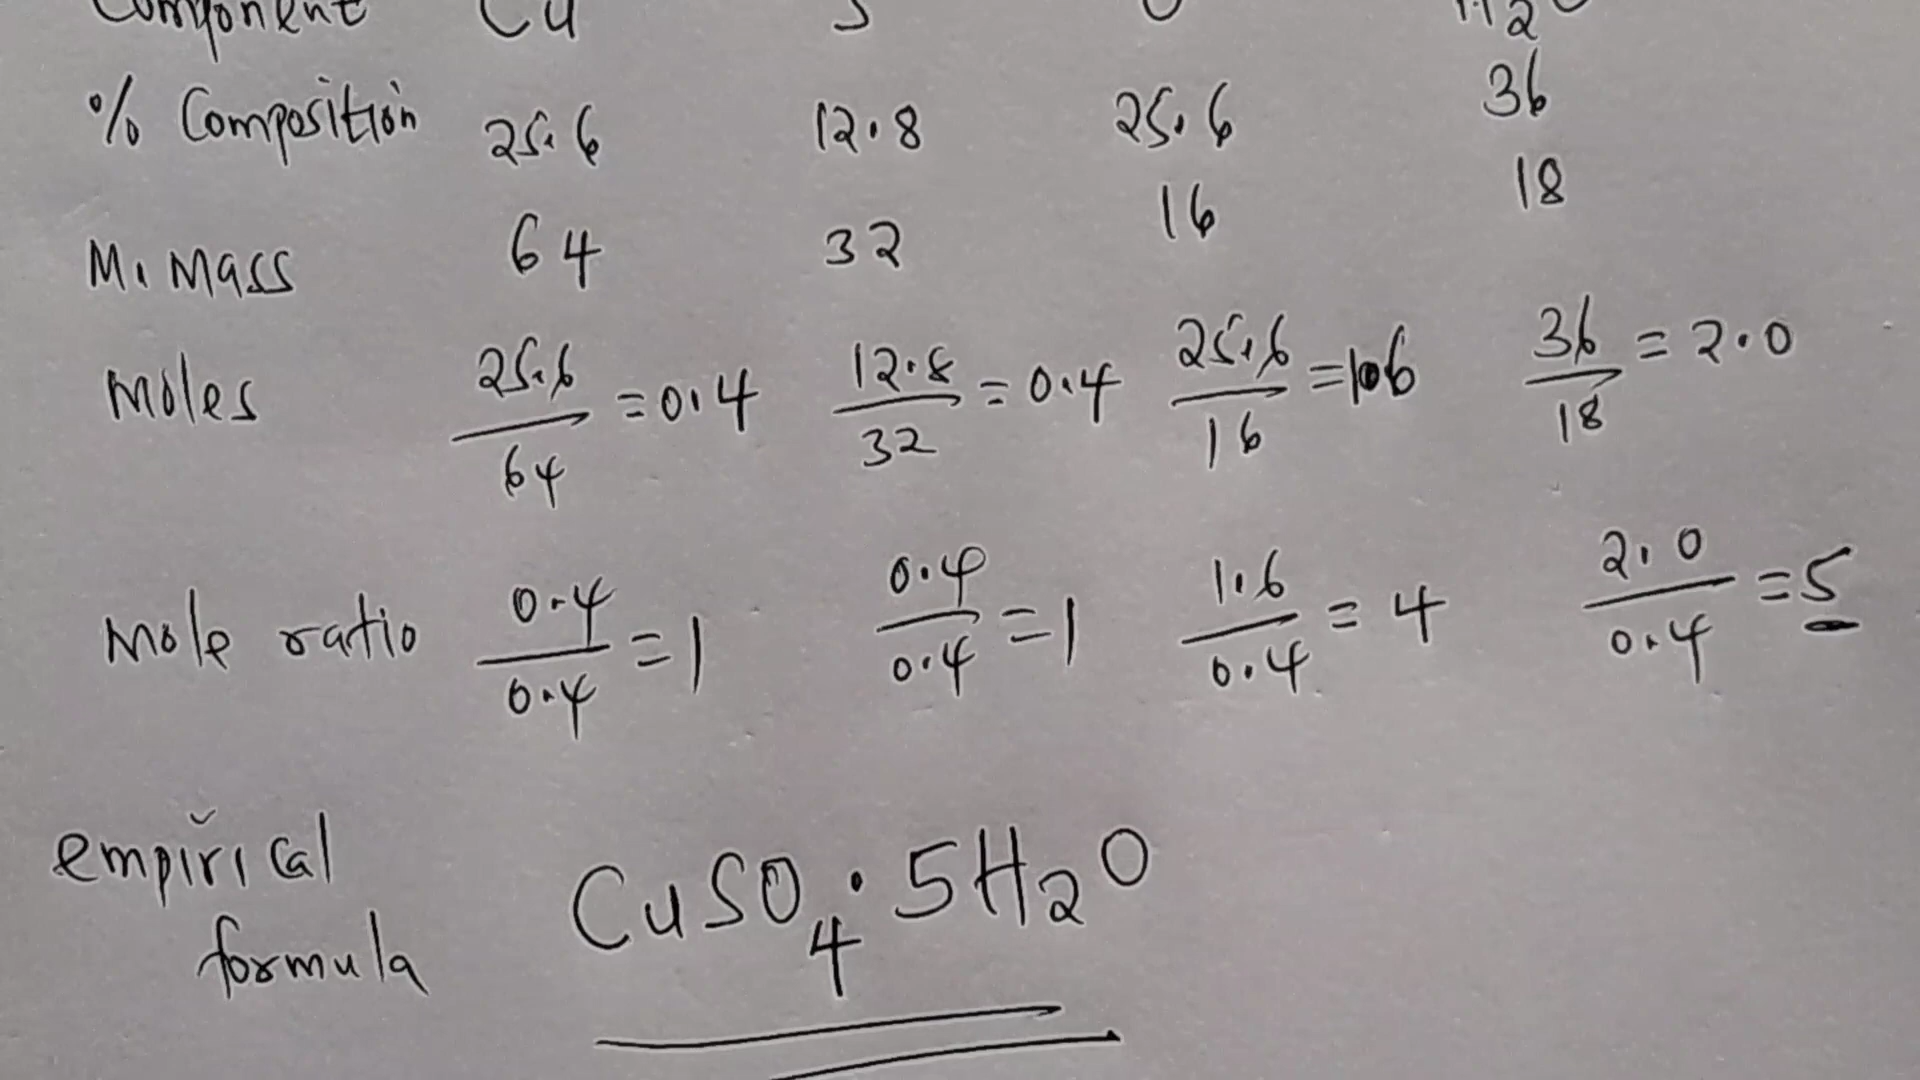 Component Cu S O H2O
% Composition 25.6 12.8 25.6 36
M. Mass 64 32 16 18
Moles 25.6/64 =0.4 12.8/32 =0.4 25.6/16 =1.6 36/18 =2.0
Mole ratio 0.4/0.4 =1 0.4/0.4 =1 1.6/0.4 =4 2.0/0.4 =5
empirical
formula CuSO4.5H2O